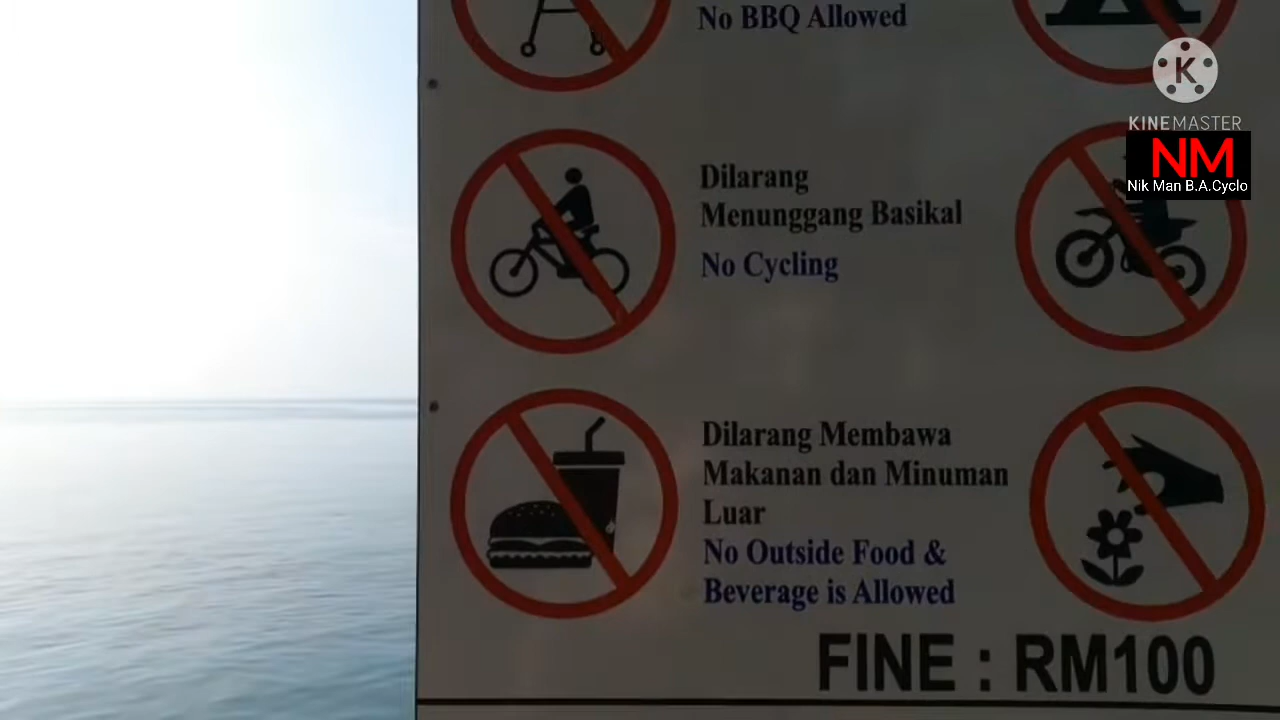 No BBQ Allowed
KINEMASTER
NM
Nik Man B.A.Cyclo
Dilarang
Menunggang Basikal
No Cycling
Dilarang Membawa
Makanan dan Minuman
Luar
No Outside Food &
Beverage is Allowed
FINE : RM100